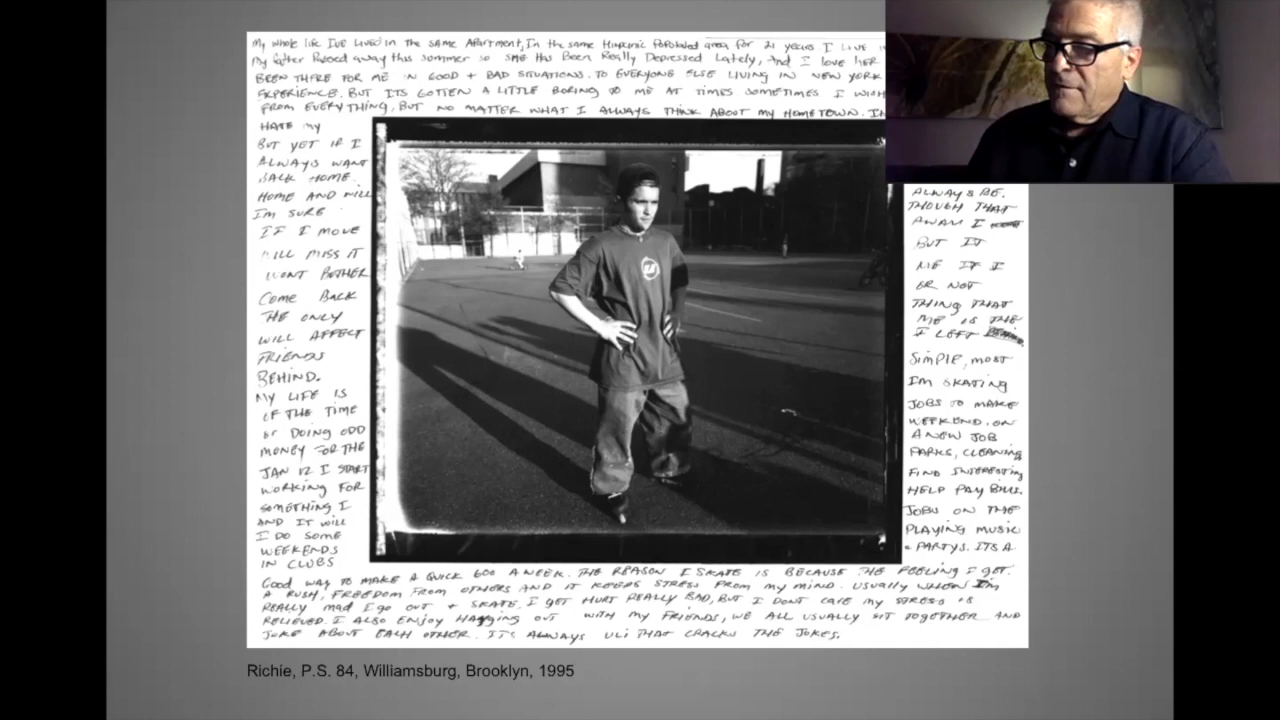 My whole life I've lived in the same Apartment, In the same Hispanic Populated area for 21 years I live
My father Passed away this summer so she Has Been Really Depressed Lately, And I love her
BEEN THERE FOR ME IN GOOD + BAD SITUATIONS. TO EVERYONE ELSE LIVING IN NEW YORK
EXPERIENCE. BUT ITS GOTTEN A LITTLE BORING TO ME AT TIMES SOMETIMES I WISH
FROM EVERYTHING. BUT NO MATTER WHAT I ALWAYS THINK ABOUT MY HOMETOWN.
HATE MY
BUT YET IF I
ALWAYS WANT
BACK HOME.
HOME AND WILL ALWAYS BE.
I'M SURE THOUGH THAT
IF I MOVE AWAY I
WILL MISS IT BUT IT
WONT BOTHER ME IF I
COME BACK OR NOT
THE ONLY THING THAT
WILL AFFECT ME IS THE
FRIENDS I LEFT
BEHIND.
MY LIFE IS SIMPLE, MOST
OF THE TIME I'M SKATING
OR DOING ODD JOBS TO MAKE
MONEY FOR THE WEEKEND. ON
JAN 12 I START A NEW JOB
WORKING FOR PARKS, CLEANING
SOMETHING I FIND INTERESTING
AND IT WILL HELP PAY BILLS.
I DO SOME JOBS ON THE
WEEKENDS PLAYING MUSIC
IN CLUBS + PARTYS. ITS A
GOOD WAY TO MAKE A QUICK 600 A WEEK. THE REASON I SKATE IS BECAUSE THE FEELING I GET.
A RUSH, FREEDOM FROM OTHERS AND IT KEEPS STRESS FROM MY MIND. USUALLY WHEN I'm
REALLY mad I go out + SKATE. I GET HURT REALLY BAD, BUT I DONT CARE MY STRESS IS
RELIEVED. I ALSO ENJOY HANGING OUT WITH MY FRIENDS, WE ALL USUALLY SIT TOGETHER AND
JOKE ABOUT EACH OTHER. ITS ALWAYS ULI THAT CRACKS THE JOKES.
Richie, P.S. 84, Williamsburg, Brooklyn, 1995